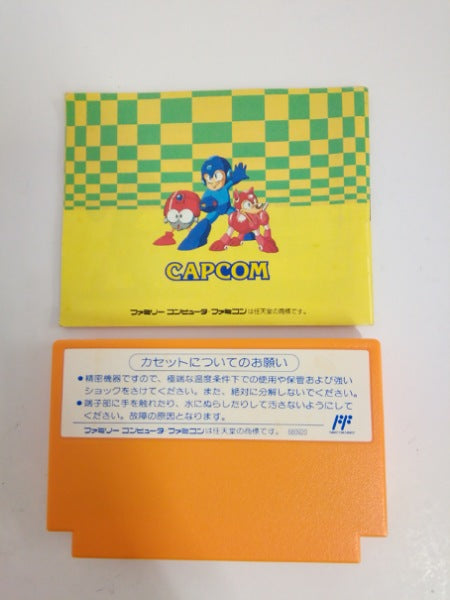 CAPCOM
ファミリー コンピュータ・ファミコンは任天堂の商標です。
カセットについてのお願い
●精密機器ですので、極端な温度条件下での使用や保管および強い
ショックをさけてください。また、絶対に分解しないでください。
●端子部に手を触れたり、水にぬらしたりして汚さないようにして
ください。故障の原因となります。
ファミリー コンピュータ ファミコンは任天堂の商標です。
FF